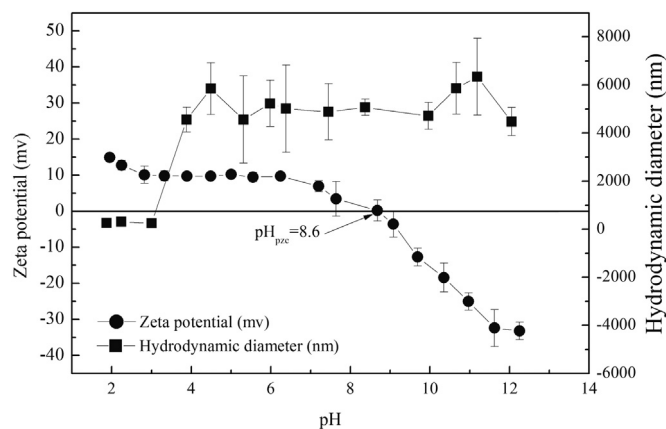 50
40
30
20
10
0
-10
-20
-30
-40
Zeta potential (mv)
8000
6000
4000
2000
0
-2000
-4000
-6000
Hydrodynamic diameter (nm)
pHpzc=8.6
Zeta potential (mv)
Hydrodynamic diameter (nm)
2 4 6 8 10 12 14
pH